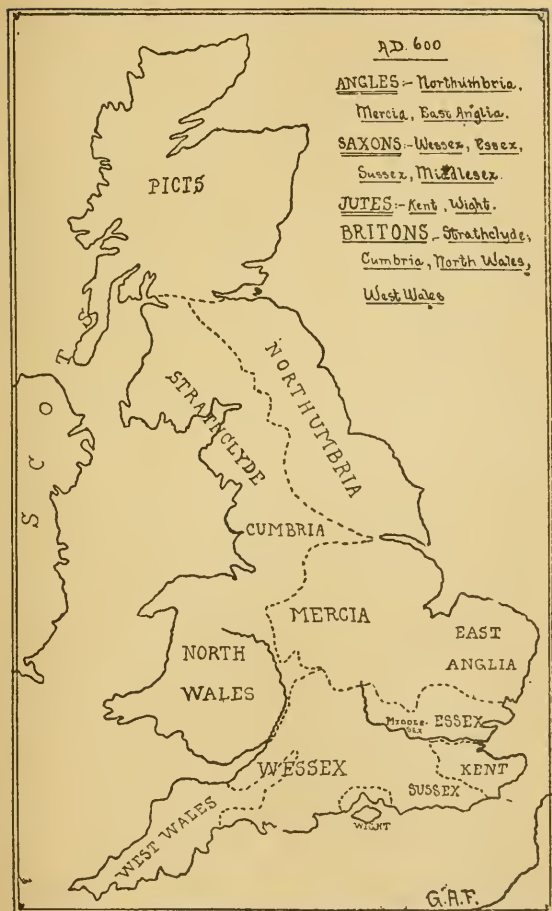 A.D. 600
ANGLES:- Northumbria,
Mercia, East Anglia.
SAXONS:- Wessex, Essex,
Sussex, Middlesex.
JUTES:- Kent, Wight.
BRITONS- Strathclyde,
Cumbria, North Wales,
West Wales
PICTS
SCOTS
STRATHCLYDE
NORTHUMBRIA
CUMBRIA
MERCIA
EAST
ANGLIA
NORTH
WALES
MIDDLE-
SEX
ESSEX
WESSEX
KENT
SUSSEX
WIGHT
WEST WALES
G.A.F.